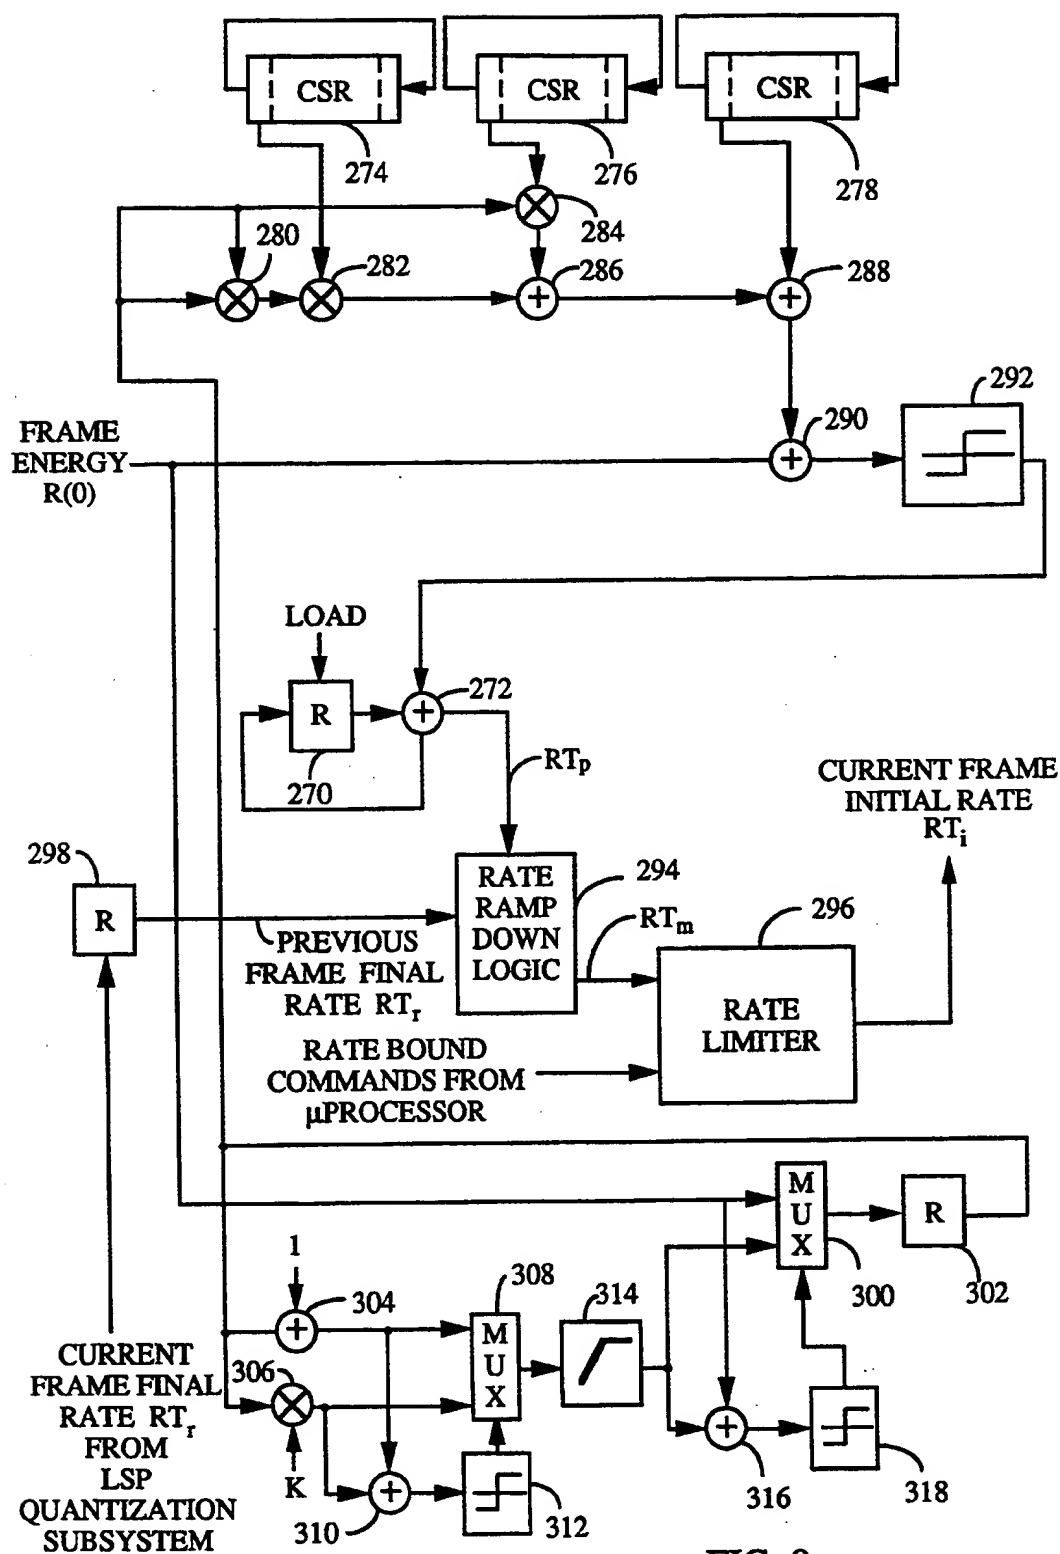 CSR
CSR
CSR
274
276
278
280
282
284
286
288
292
FRAME
ENERGY
R(0)
290
LOAD
R
270
272
RTp
CURRENT FRAME
INITIAL RATE
RTi
298
R
RATE
RAMP
DOWN
LOGIC
294
RTm
296
PREVIOUS
FRAME FINAL
RATE RTr
RATE
LIMITER
RATE BOUND
COMMANDS FROM
µPROCESSOR
MUX
300
R
302
1
304
306
K
308
MUX
314
310
312
316
318
CURRENT
FRAME FINAL
RATE RTr
FROM
LSP
QUANTIZATION
SUBSYSTEM